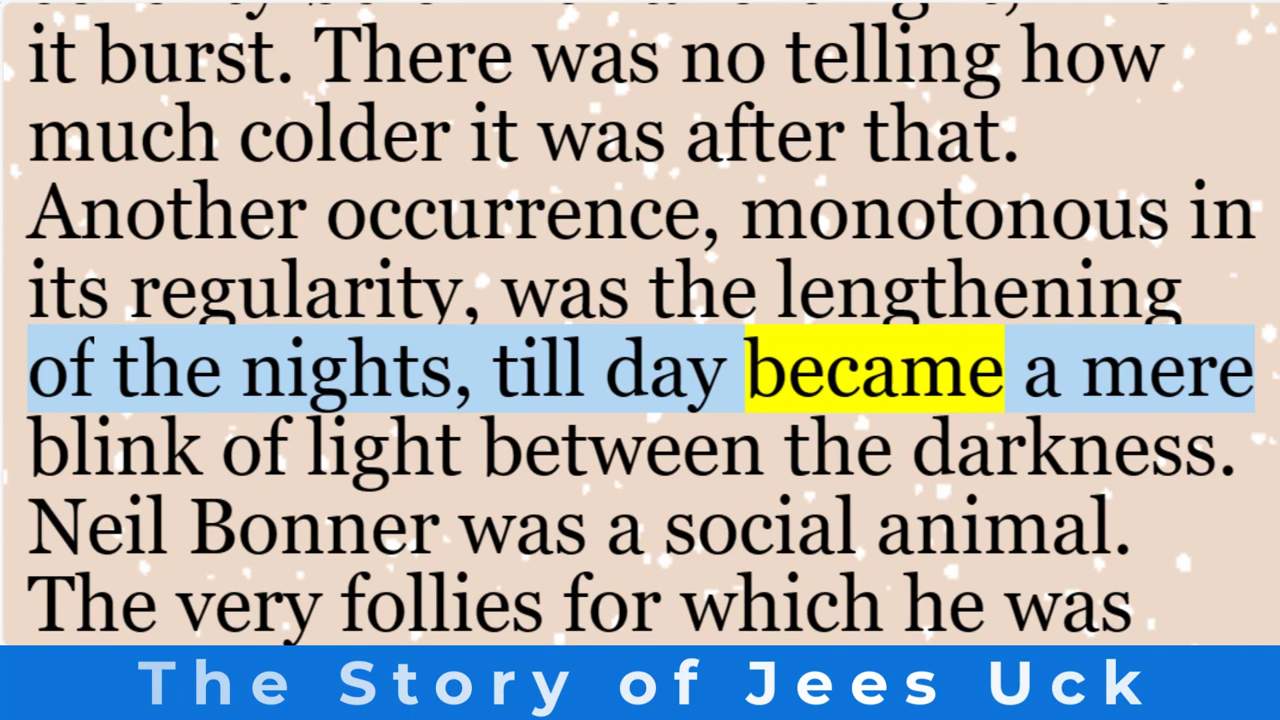 it burst. There was no telling how
much colder it was after that.
Another occurrence, monotonous in
its regularity, was the lengthening
of the nights, till day became a mere
blink of light between the darkness.
Neil Bonner was a social animal.
The very follies for which he was
The Story of Jees Uck